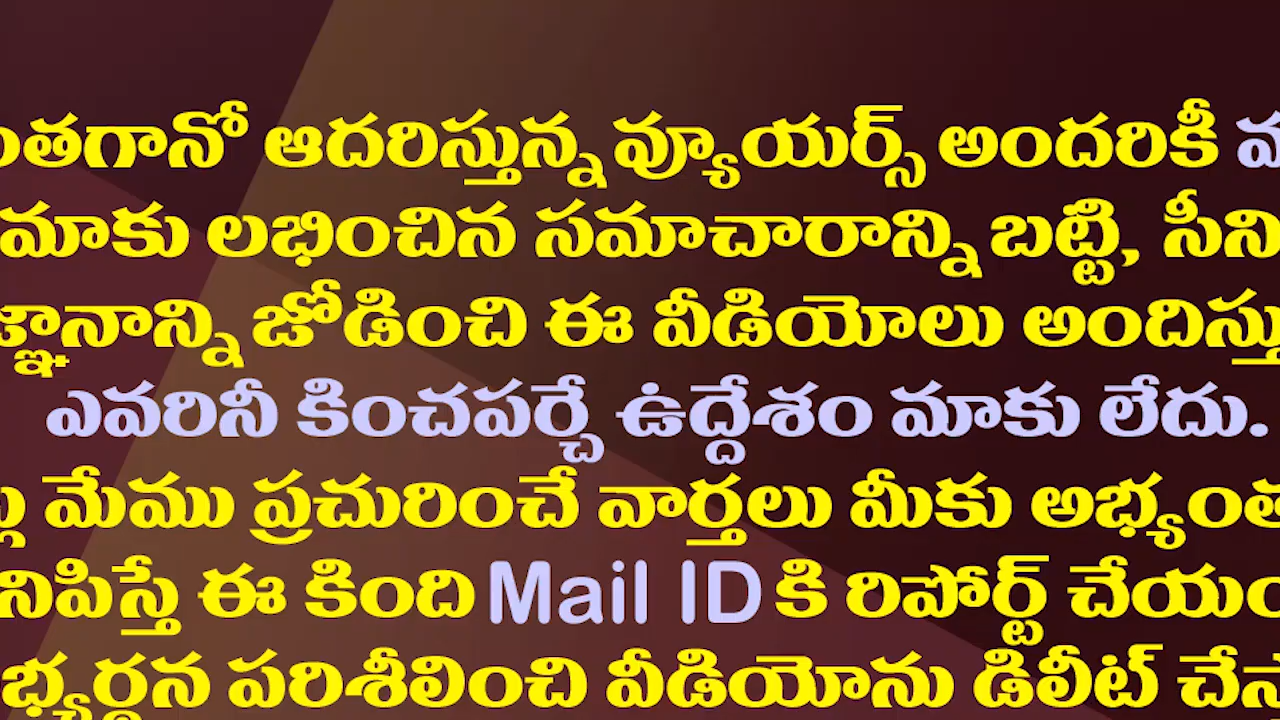 ంతగానో ఆదరిస్తున్న వ్యూయర్స్ అందరికీ
మాకు లభించిన సమాచారాన్ని బట్టి, సీని
జ్ఞానాన్ని జోడించి ఈ వీడియోలు అందిస్తు
ఎవరినీ కించపర్చే ఉద్దేశం మాకు లేదు.
మేము ప్రచురించే వార్తలు మీకు అభ్యంత
నిపిస్తే ఈ కింది Mail ID కి రిపోర్ట్ చేయం
భ్యర్థన పరిశీలించి వీడియోను డిలీట్ చేస